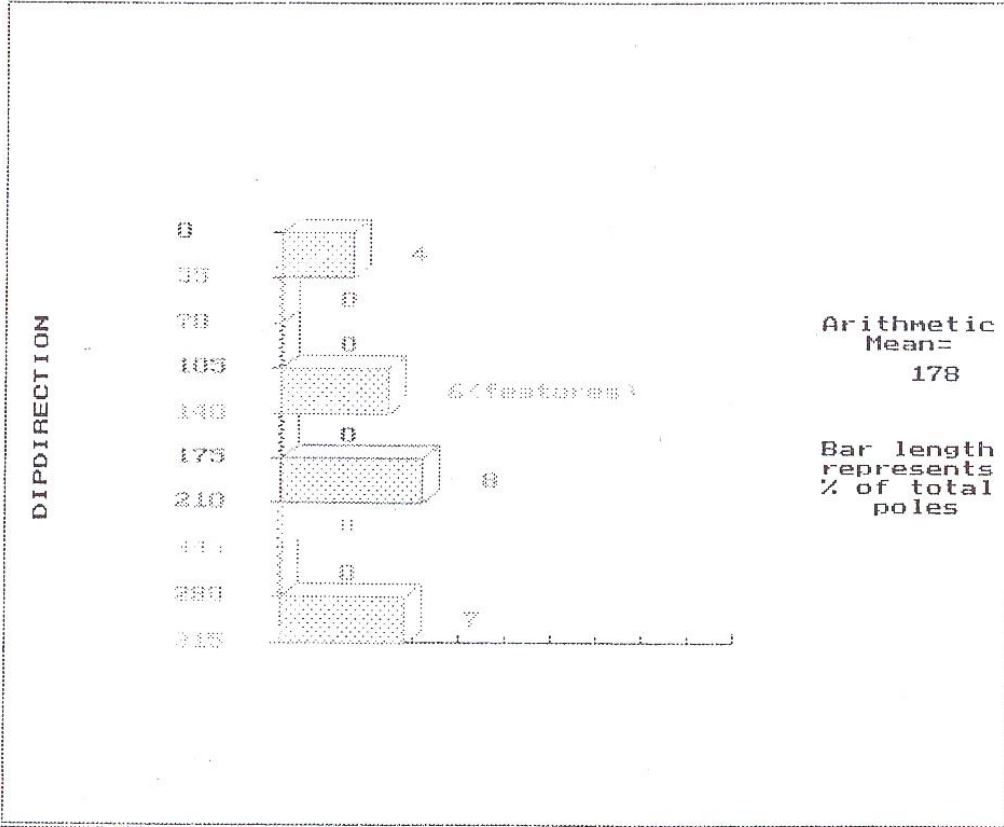 DIPDIRECTION
0
4
35
0
70
0
105
6(features)
140
0
175
8
210
0
280
7
315
Arithmetic
Mean=
178
Bar length
represents
% of total
poles